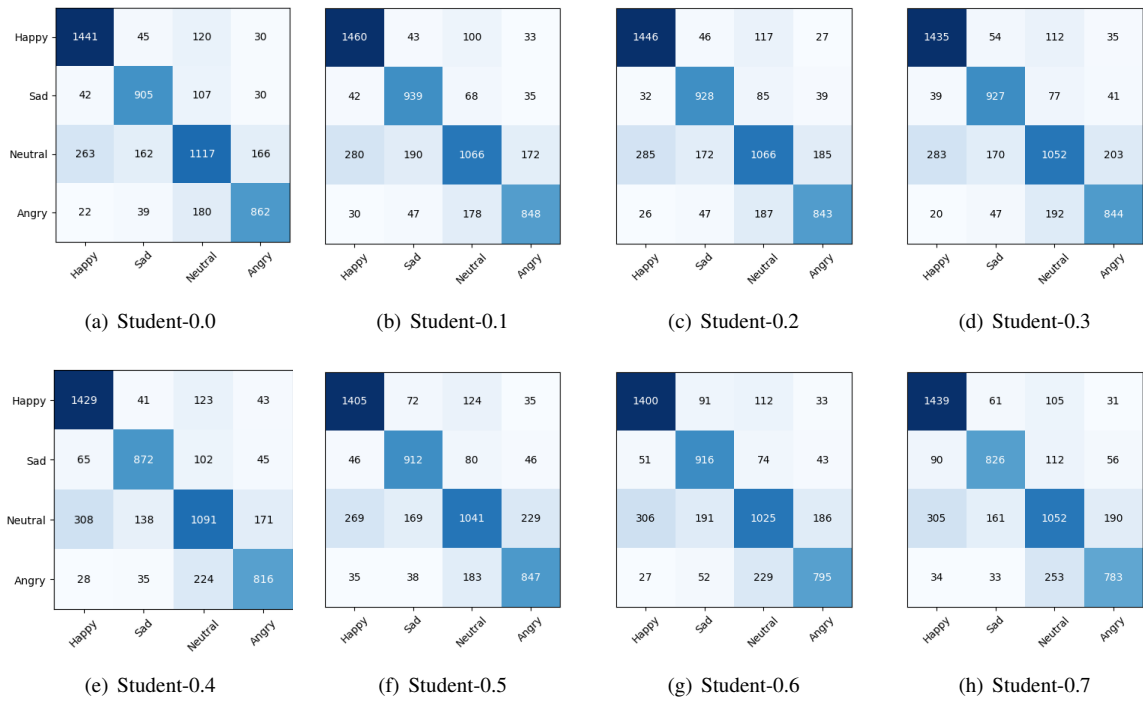 Happy 1441 45 120 30 1460 43 100 33 1446 46 117 27 1435 54 112 35
Sad 42 905 107 30 42 939 68 35 32 928 85 39 39 927 77 41
Neutral 263 162 1117 166 280 190 1066 172 285 172 1066 185 283 170 1052 203
Angry 22 39 180 862 30 47 178 848 26 47 187 843 20 47 192 844
Happy Sad Neutral Angry Happy Sad Neutral Angry Happy Sad Neutral Angry Happy Sad Neutral Angry
(a) Student-0.0 (b) Student-0.1 (c) Student-0.2 (d) Student-0.3
Happy 1429 41 123 43 1405 72 124 35 1400 91 112 33 1439 61 105 31
Sad 65 872 102 45 46 912 80 46 51 916 74 43 90 826 112 56
Neutral 308 138 1091 171 269 169 1041 229 306 191 1025 186 305 161 1052 190
Angry 28 35 224 816 35 38 183 847 27 52 229 795 34 33 253 783
Happy Sad Neutral Angry Happy Sad Neutral Angry Happy Sad Neutral Angry Happy Sad Neutral Angry
(e) Student-0.4 (f) Student-0.5 (g) Student-0.6 (h) Student-0.7